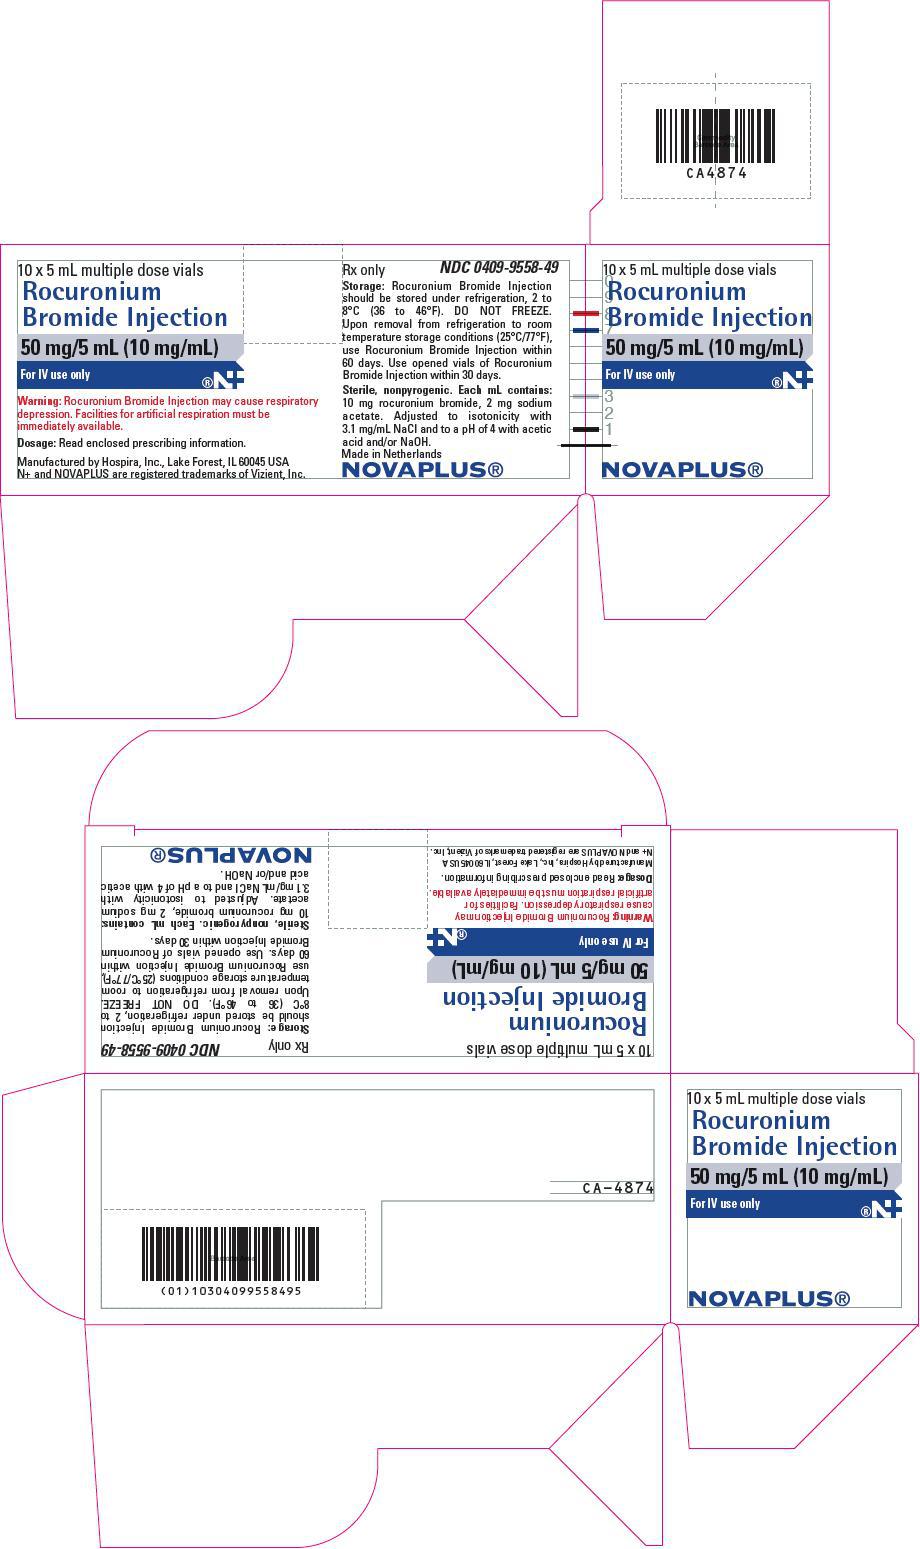 CA4874
10 x 5 mL multiple dose vials
Rocuronium
Bromide Injection
50 mg/5 mL (10 mg/mL)
For IV use only
N+®
Warning: Rocuronium Bromide Injection may cause respiratory
depression. Facilities for artificial respiration must be
immediately available.
Dosage: Read enclosed prescribing information.
Manufactured by Hospira, Inc., Lake Forest, IL 60045 USA
N+ and NOVAPLUS are registered trademarks of Vizient, Inc.
Rx only NDC 0409-9558-49
Storage: Rocuronium Bromide Injection
should be stored under refrigeration, 2 to
8°C (36 to 46°F). DO NOT FREEZE.
Upon removal from refrigeration to room
temperature storage conditions (25°C/77°F),
use Rocuronium Bromide Injection within
60 days. Use opened vials of Rocuronium
Bromide Injection within 30 days.
Sterile, nonpyrogenic. Each mL contains:
10 mg rocuronium bromide, 2 mg sodium
acetate. Adjusted to isotonicity with
3.1 mg/mL NaCl and to a pH of 4 with acetic
acid and/or NaOH.
Made in Netherlands
NOVAPLUS®
9
8
7
3
2
1
10 x 5 mL multiple dose vials
Rocuronium
Bromide Injection
50 mg/5 mL (10 mg/mL)
For IV use only
N+®
NOVAPLUS®
10 x 5 mL multiple dose vials
Rocuronium
Bromide Injection
50 mg/5 mL (10 mg/mL)
For IV use only
N+®
Warning: Rocuronium Bromide Injection may
cause respiratory depression. Facilities for
artificial respiration must be immediately available.
Dosage: Read enclosed prescribing information.
Manufactured by Hospira, Inc., Lake Forest, IL 60045 USA
N+ and NOVAPLUS are registered trademarks of Vizient, Inc.
Rx only NDC 0409-9558-49
Storage: Rocuronium Bromide Injection
should be stored under refrigeration, 2 to
8°C (36 to 46°F). DO NOT FREEZE.
Upon removal from refrigeration to room
temperature storage conditions (25°C/77°F),
use Rocuronium Bromide Injection within
60 days. Use opened vials of Rocuronium
Bromide Injection within 30 days.
Sterile, nonpyrogenic. Each mL contains:
10 mg rocuronium bromide, 2 mg sodium
acetate. Adjusted to isotonicity with
3.1 mg/mL NaCl and to a pH of 4 with acetic
acid and/or NaOH.
NOVAPLUS®
CA-4874
(01)10304099558495
10 x 5 mL multiple dose vials
Rocuronium
Bromide Injection
50 mg/5 mL (10 mg/mL)
For IV use only
N+®
NOVAPLUS®